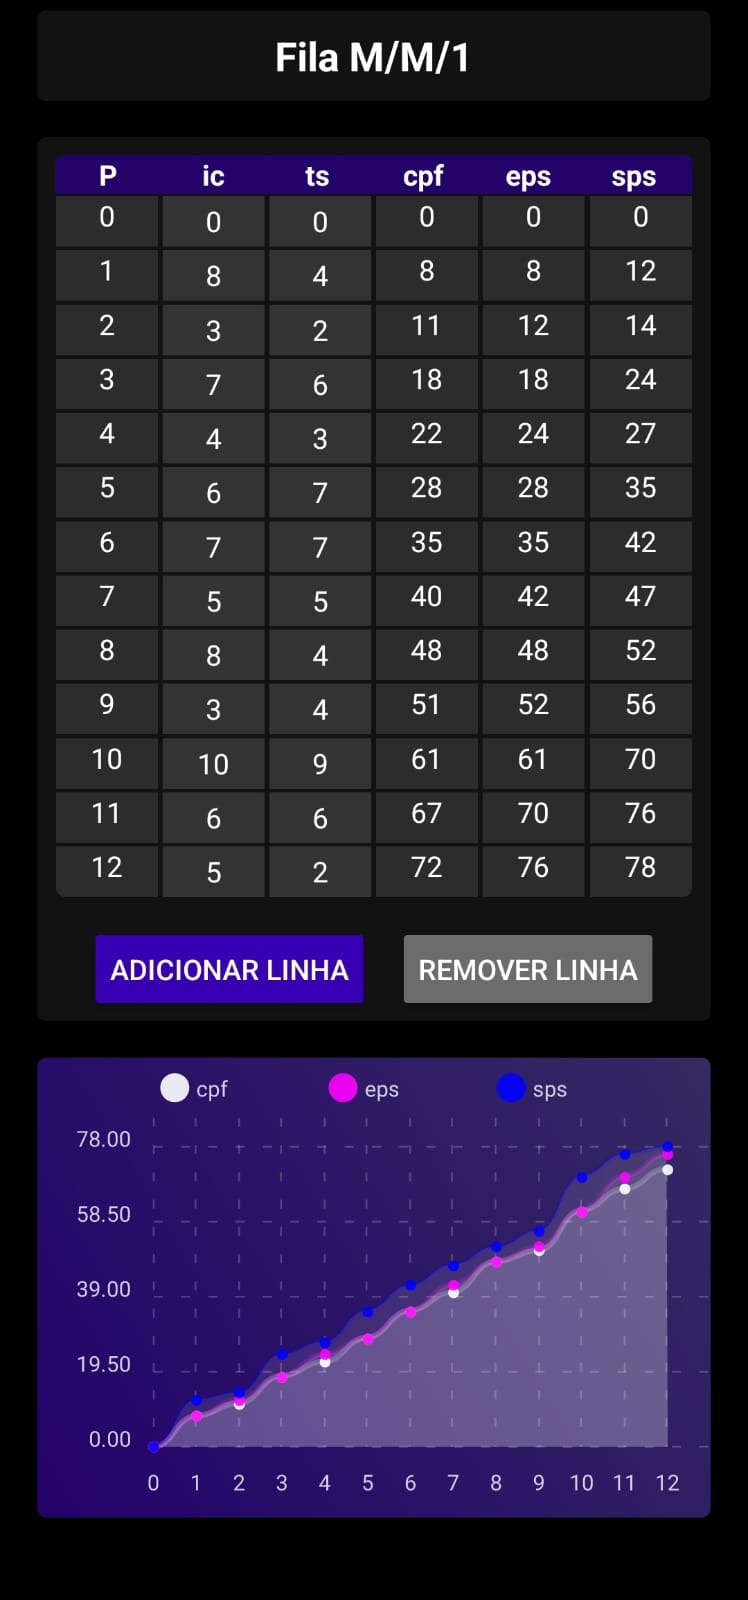 Fila M/M/1
P ic ts cpf eps sps
0 0 0 0 0 0
1 8 4 8 8 12
2 3 2 11 12 14
3 7 6 18 18 24
4 4 3 22 24 27
5 6 7 28 28 35
6 7 7 35 35 42
7 5 5 40 42 47
8 8 4 48 48 52
9 3 4 51 52 56
10 10 9 61 61 70
11 6 6 67 70 76
12 5 2 72 76 78
ADICIONAR LINHA REMOVER LINHA
cpf eps sps
78.00
58.50
39.00
19.50
0.00
0 1 2 3 4 5 6 7 8 9 10 11 12